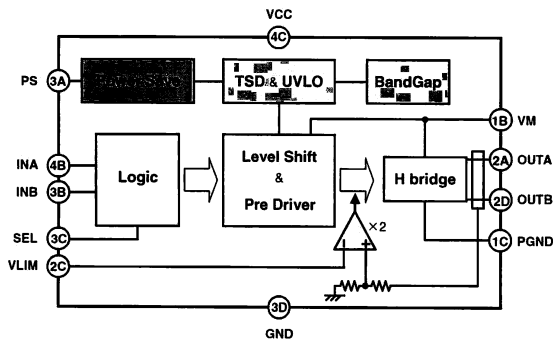 VCC
4C
PS
3A
TSD & UVLO
BandGap
1B
VM
INA
4B
INB
3B
Logic
Level Shift
&
Pre Driver
H bridge
2A
OUTA
2D
OUTB
SEL
3C
×2
1C
PGND
VLIM
2C
3D
GND